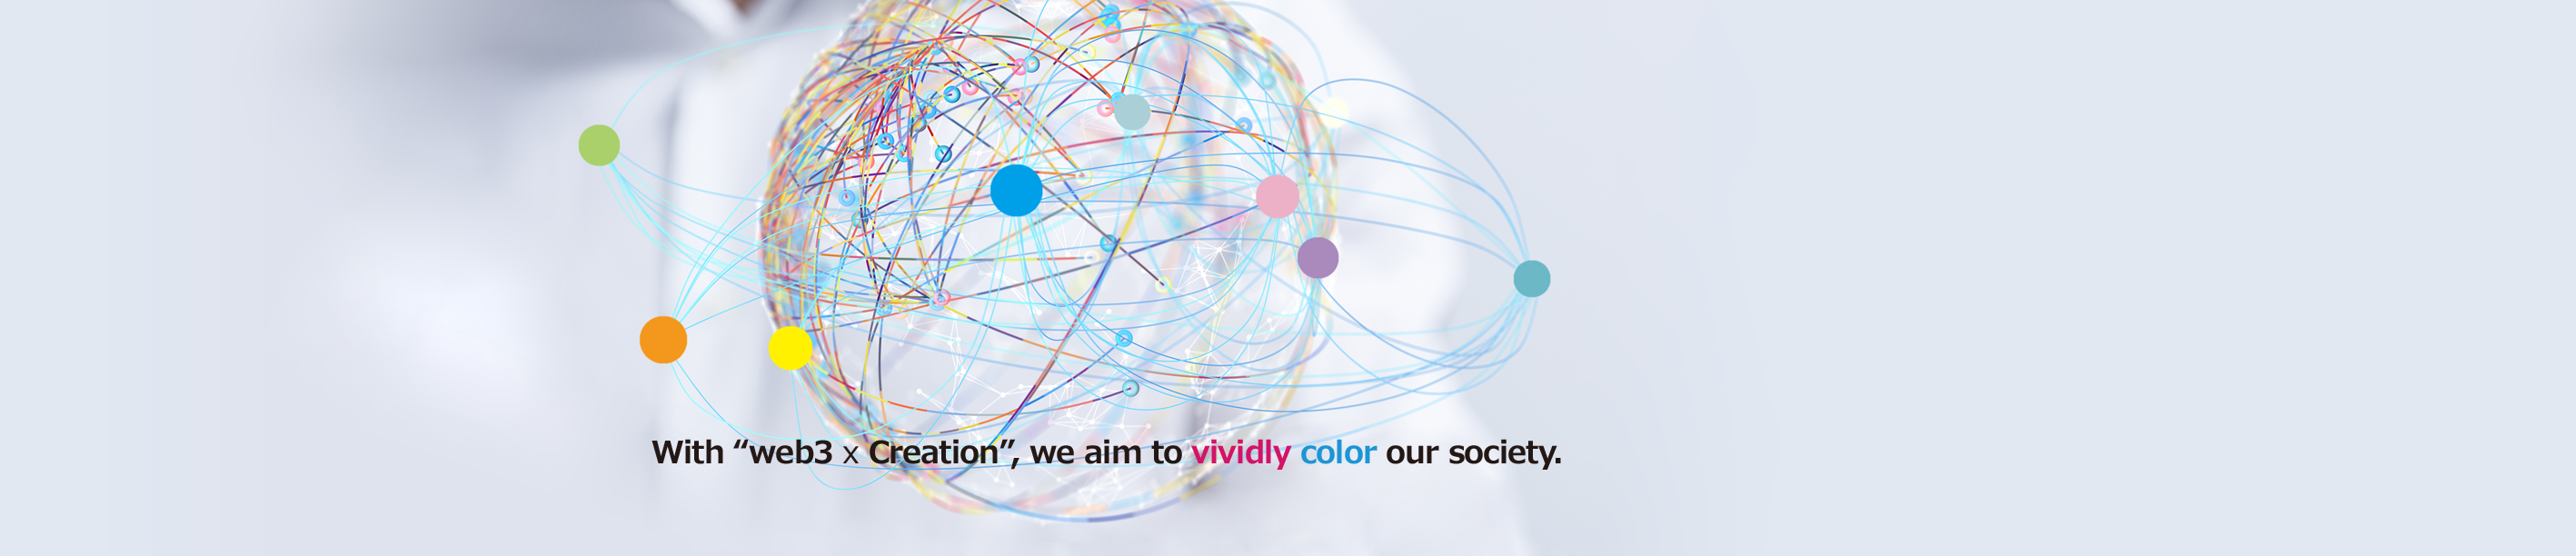 With “web3 x Creation”, we aim to vividly color our society.